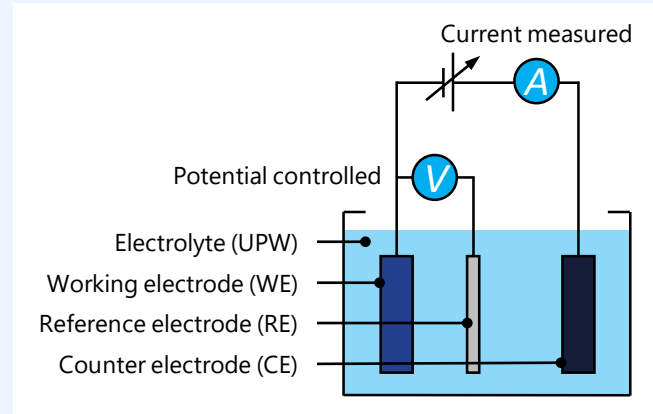 Current measured
A
Potential controlled
V
Electrolyte (UPW)
Working electrode (WE)
Reference electrode (RE)
Counter electrode (CE)